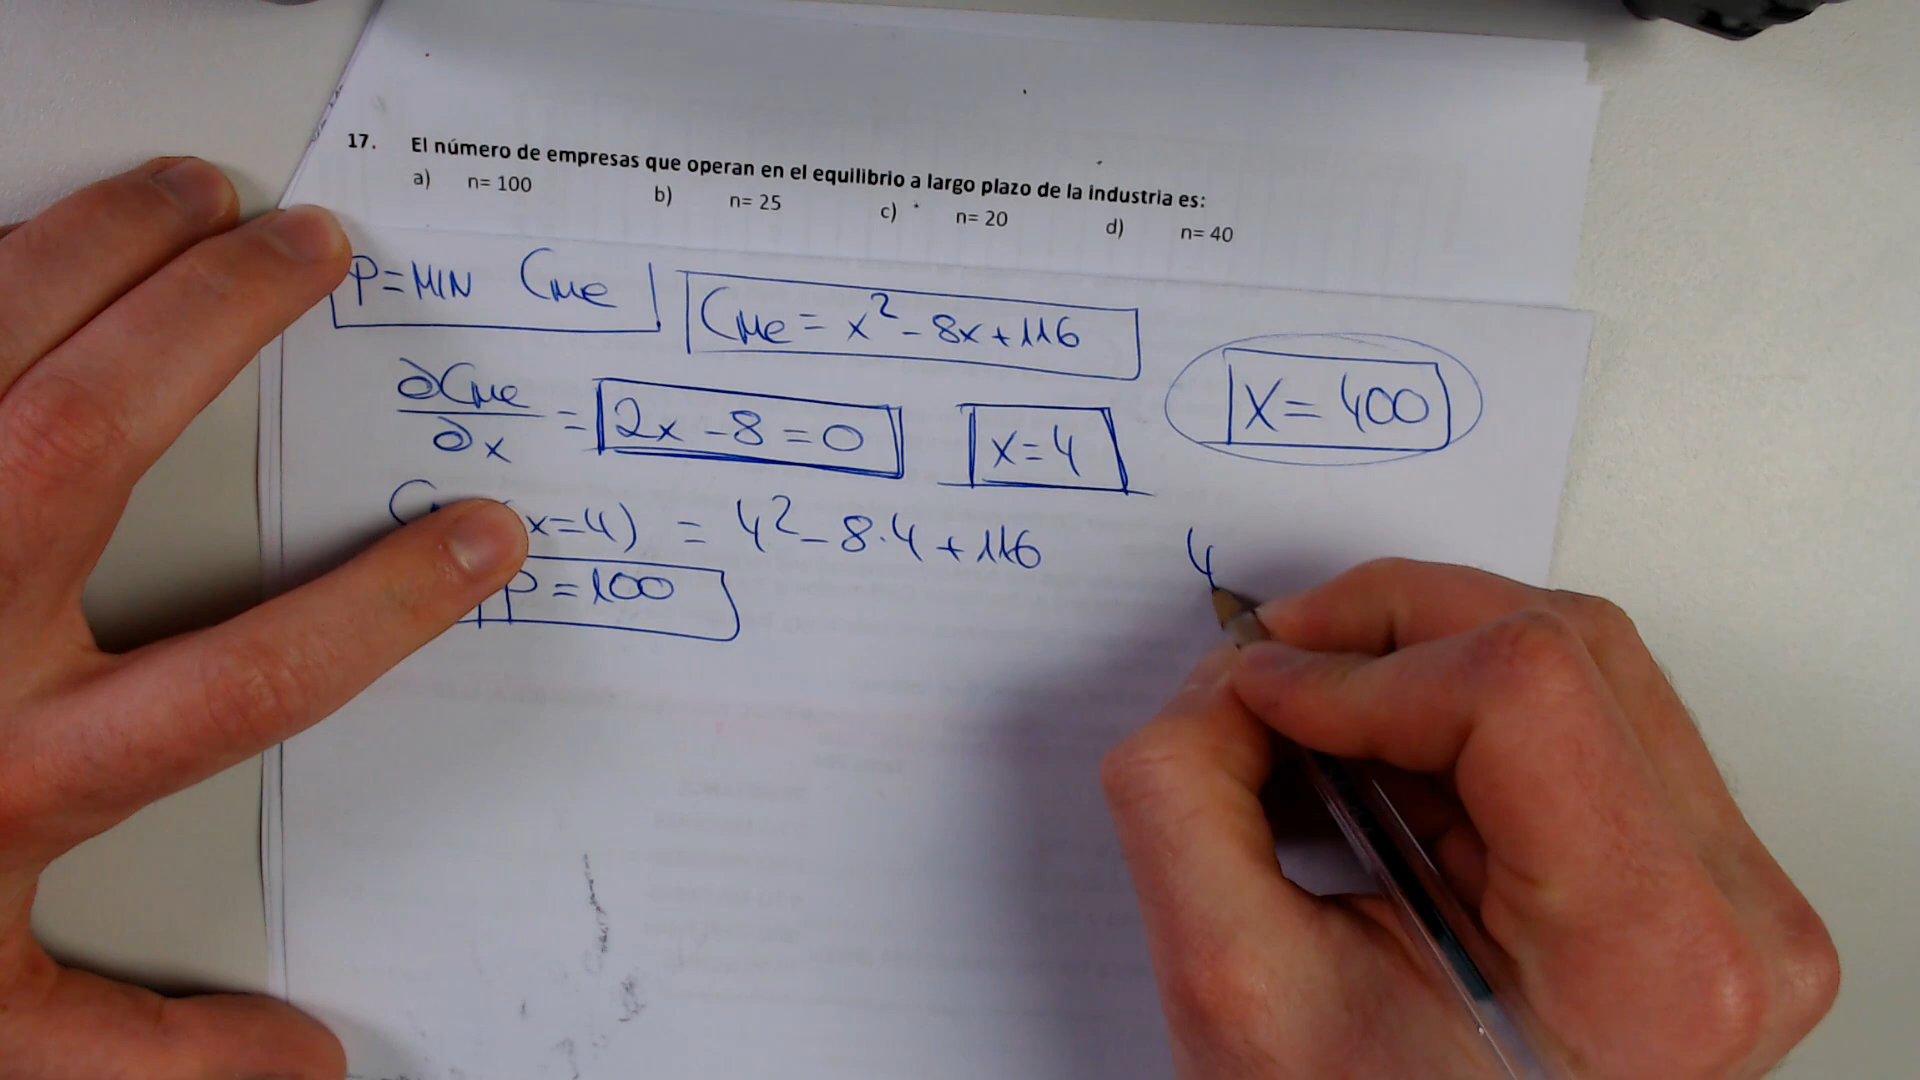 17. El número de empresas que operan en el equilibrio a largo plazo de la industria es:
a) n= 100 b) n= 25 c) n= 20 d) n= 40
P=MIN CMe
CMe = x² - 8x + 116
X = 400
∂CMe/∂x = 2x - 8 = 0 x=4
(x=4) = 4² - 8·4 + 116
P = 100
4